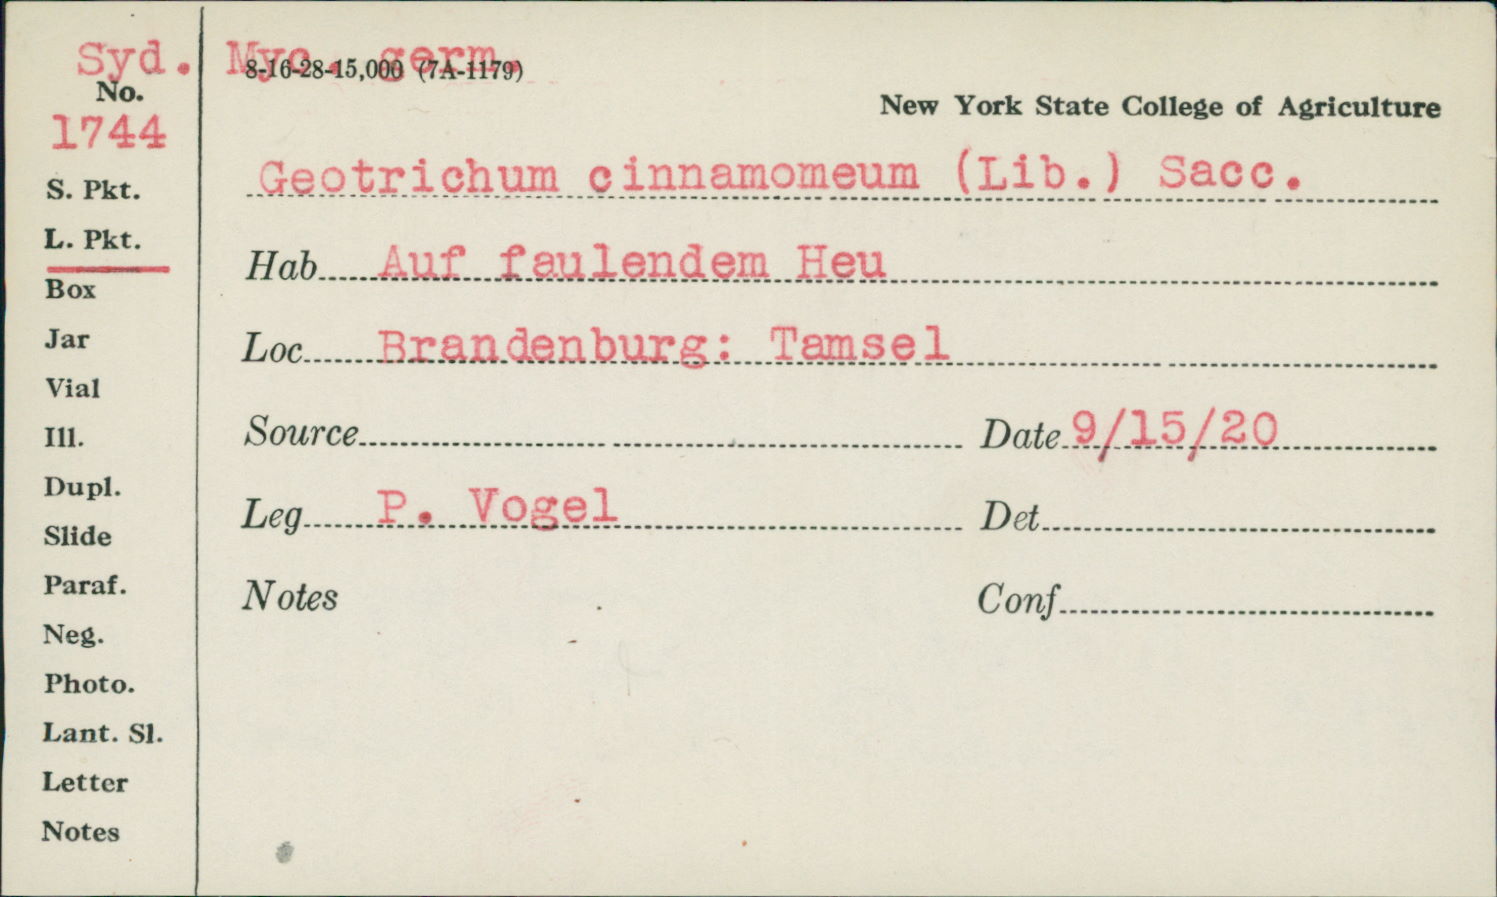 Syd. Myc. germ.
8-16-28-15,000 (7A-1179)
No.
New York State College of Agriculture
1744
Geotrichum cinnamomeum (Lib.) Sacc.
S. Pkt.
L. Pkt.
Hab Auf faulendem Heu
Box
Jar
Loc Brandenburg: Tamsel
Vial
Ill.
Source Date 9/15/20
Dupl.
Leg P. Vogel Det
Slide
Paraf.
Notes Conf
Neg.
Photo.
Lant. Sl.
Letter
Notes